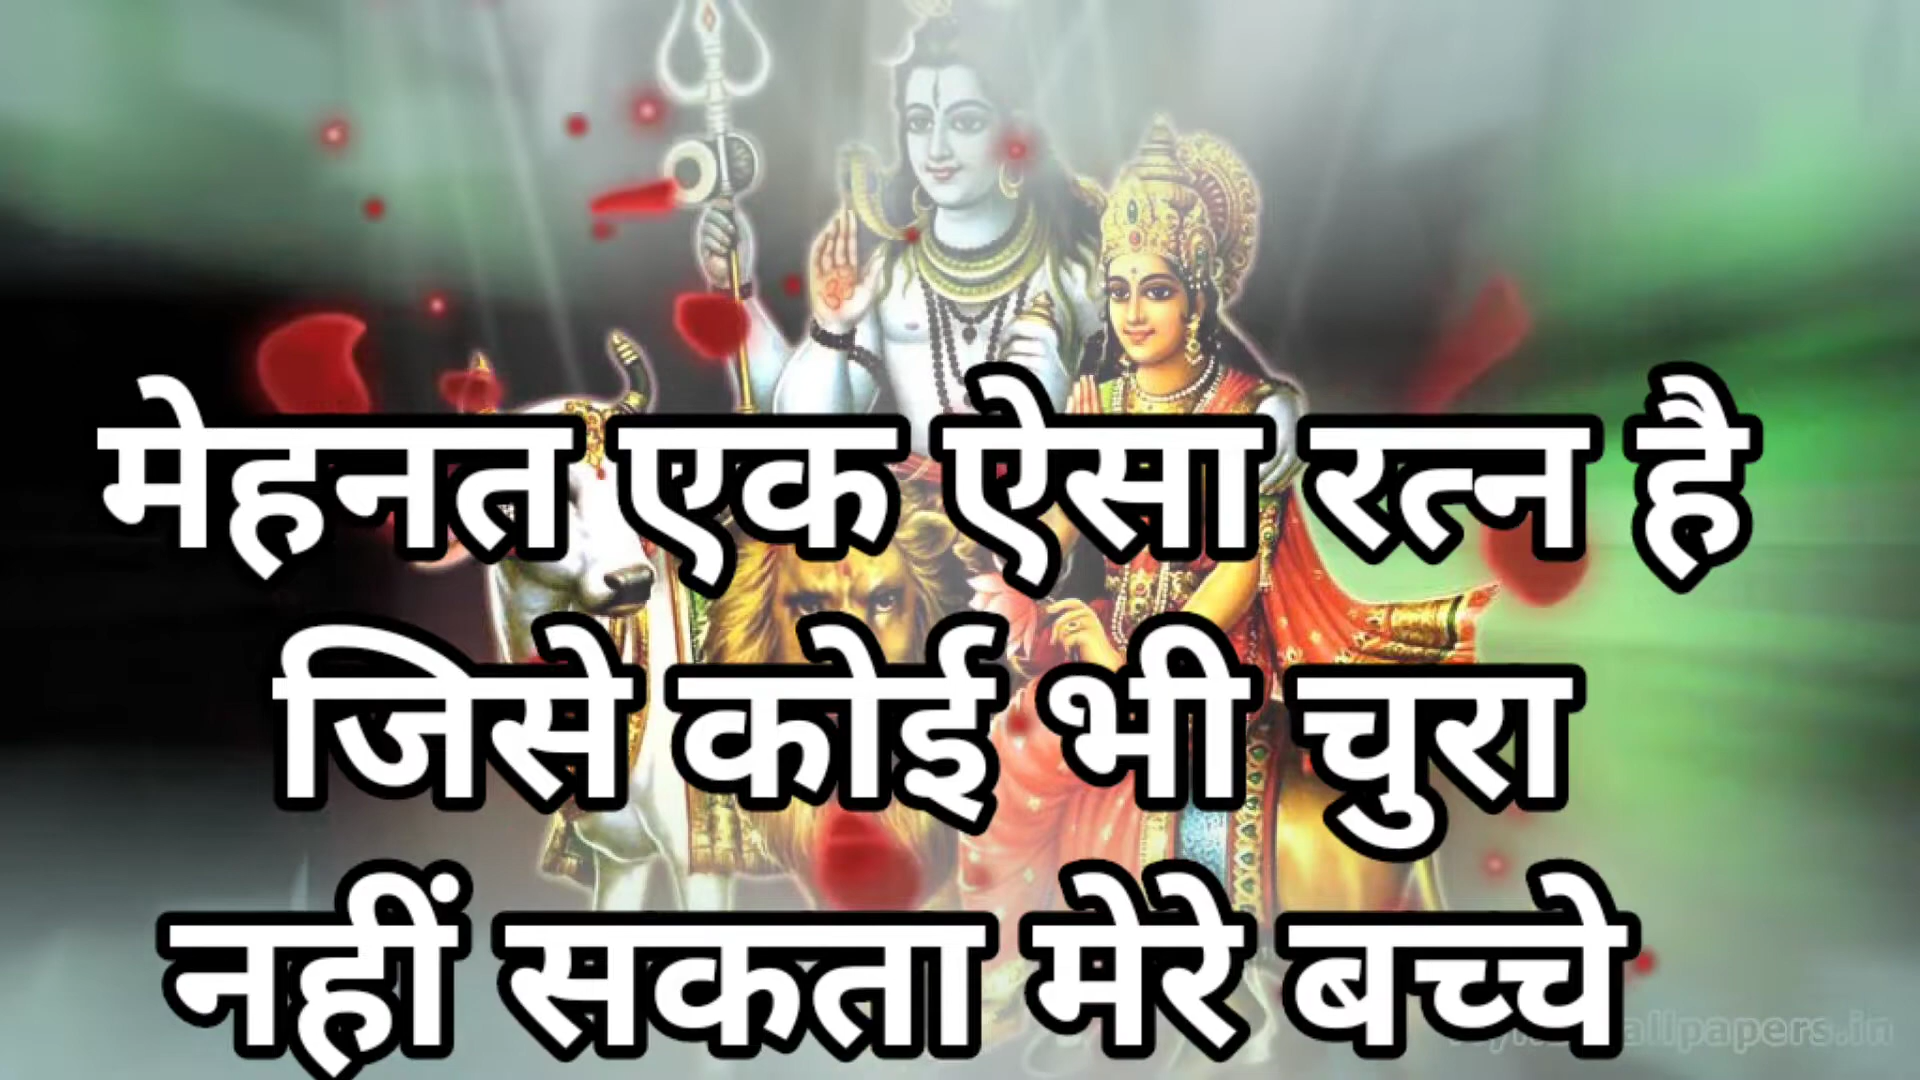 मेहनत एक ऐसा रत्न है
जिसे कोई भी चुरा
नहीं सकता मेरे बच्चे